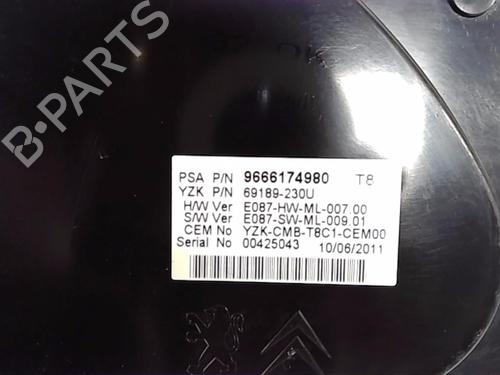 B-PARTS
PSA P/N 9666174980 T8
YZK P/N 69189-230U
H/W Ver E087-HW-ML-007.00
S/W Ver E087-SW-ML-009.01
CEM No YZK-CMB-T8C1-CEM00
Serial No 00425043 10/06/2011